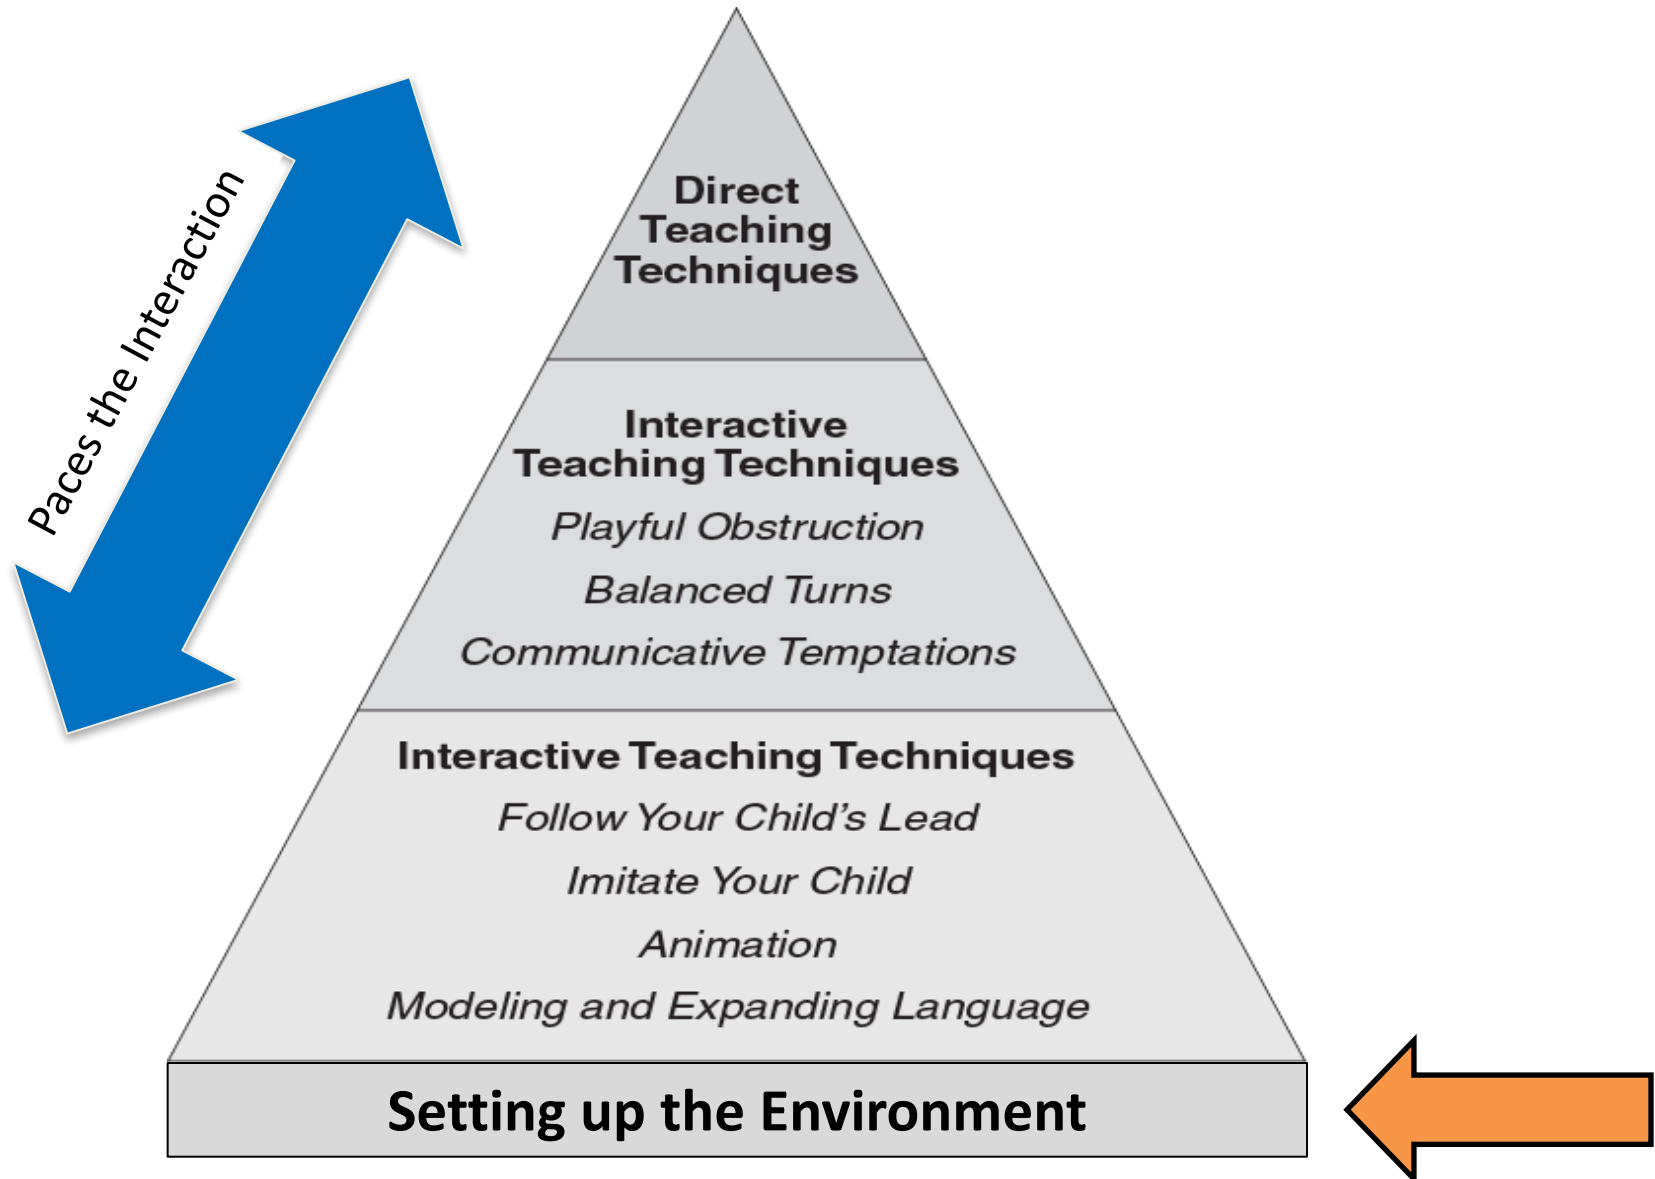 Paces the Interaction
Direct
Teaching
Techniques
Interactive
Teaching Techniques
Playful Obstruction
Balanced Turns
Communicative Temptations
Interactive Teaching Techniques
Follow Your Child’s Lead
Imitate Your Child
Animation
Modeling and Expanding Language
Setting up the Environment